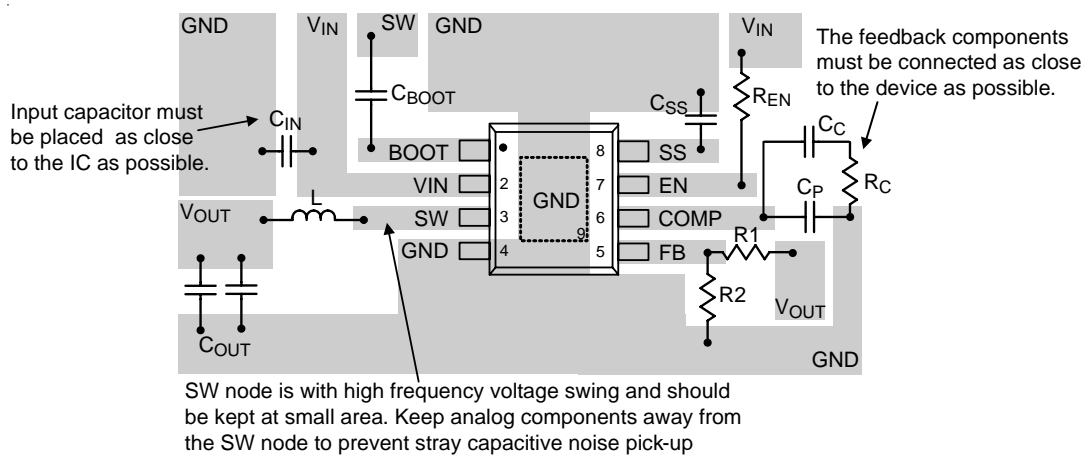 GND
VIN
SW
GND
VIN
The feedback components
must be connected as close
to the device as possible.
Input capacitor must
be placed as close
to the IC as possible.
CIN
CBOOT
CSS
REN
CC
RC
CP
BOOT
VIN
SW
GND
2
3
4
GND
9
8
7
6
5
SS
EN
COMP
FB
VOUT
L
COUT
R1
R2
VOUT
GND
SW node is with high frequency voltage swing and should
be kept at small area. Keep analog components away from
the SW node to prevent stray capacitive noise pick-up